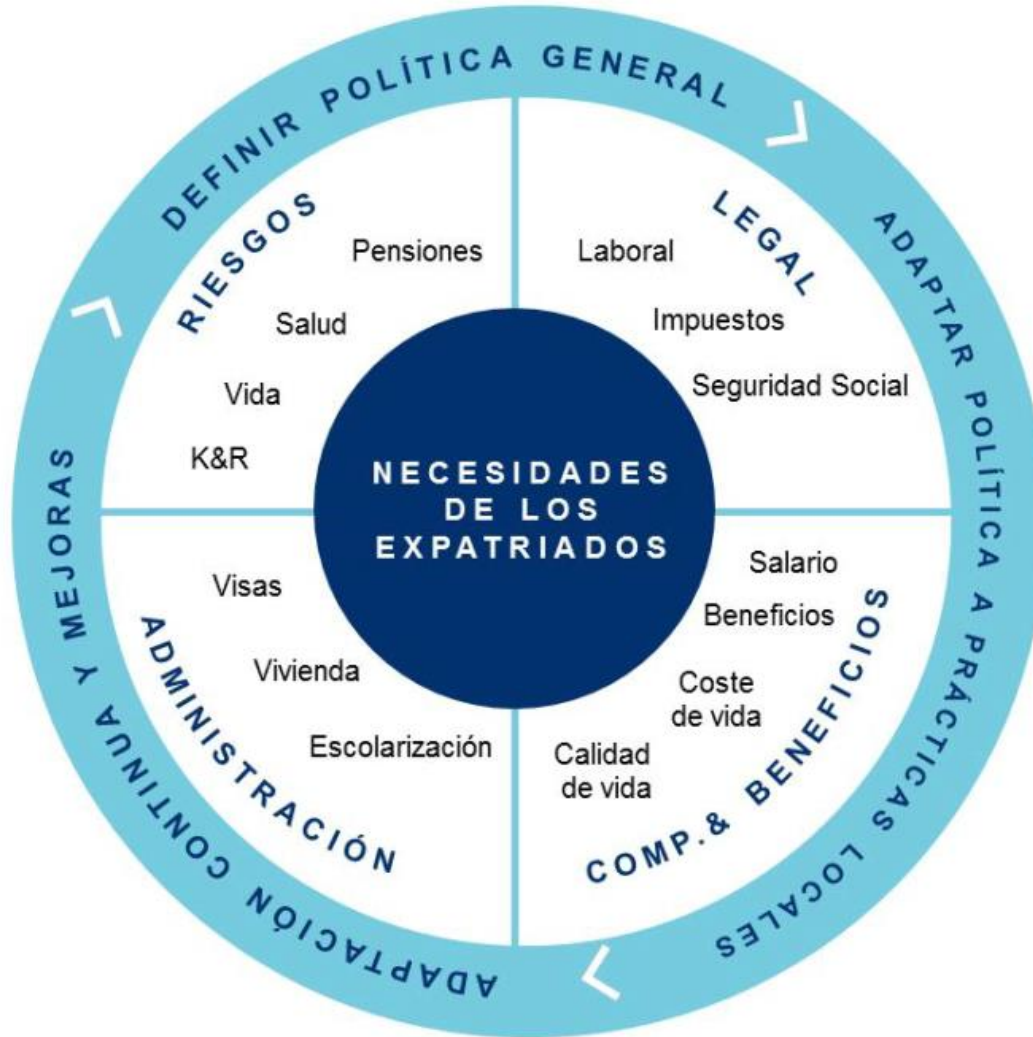 DEFINIR POLÍTICA GENERAL
ADAPTAR POLÍTICA A PRÁCTICAS LOCALES
ADAPTACIÓN CONTINUA Y MEJORAS
RIESGOS
Pensiones
Salud
Vida
K&R
LEGAL
Laboral
Impuestos
Seguridad Social
NECESIDADES
DE LOS
EXPATRIADOS
Visas
Vivienda
Escolarización
ADMINISTRACIÓN
Salario
Beneficios
Coste
de vida
Calidad
de vida
COMP.& BENEFICIOS